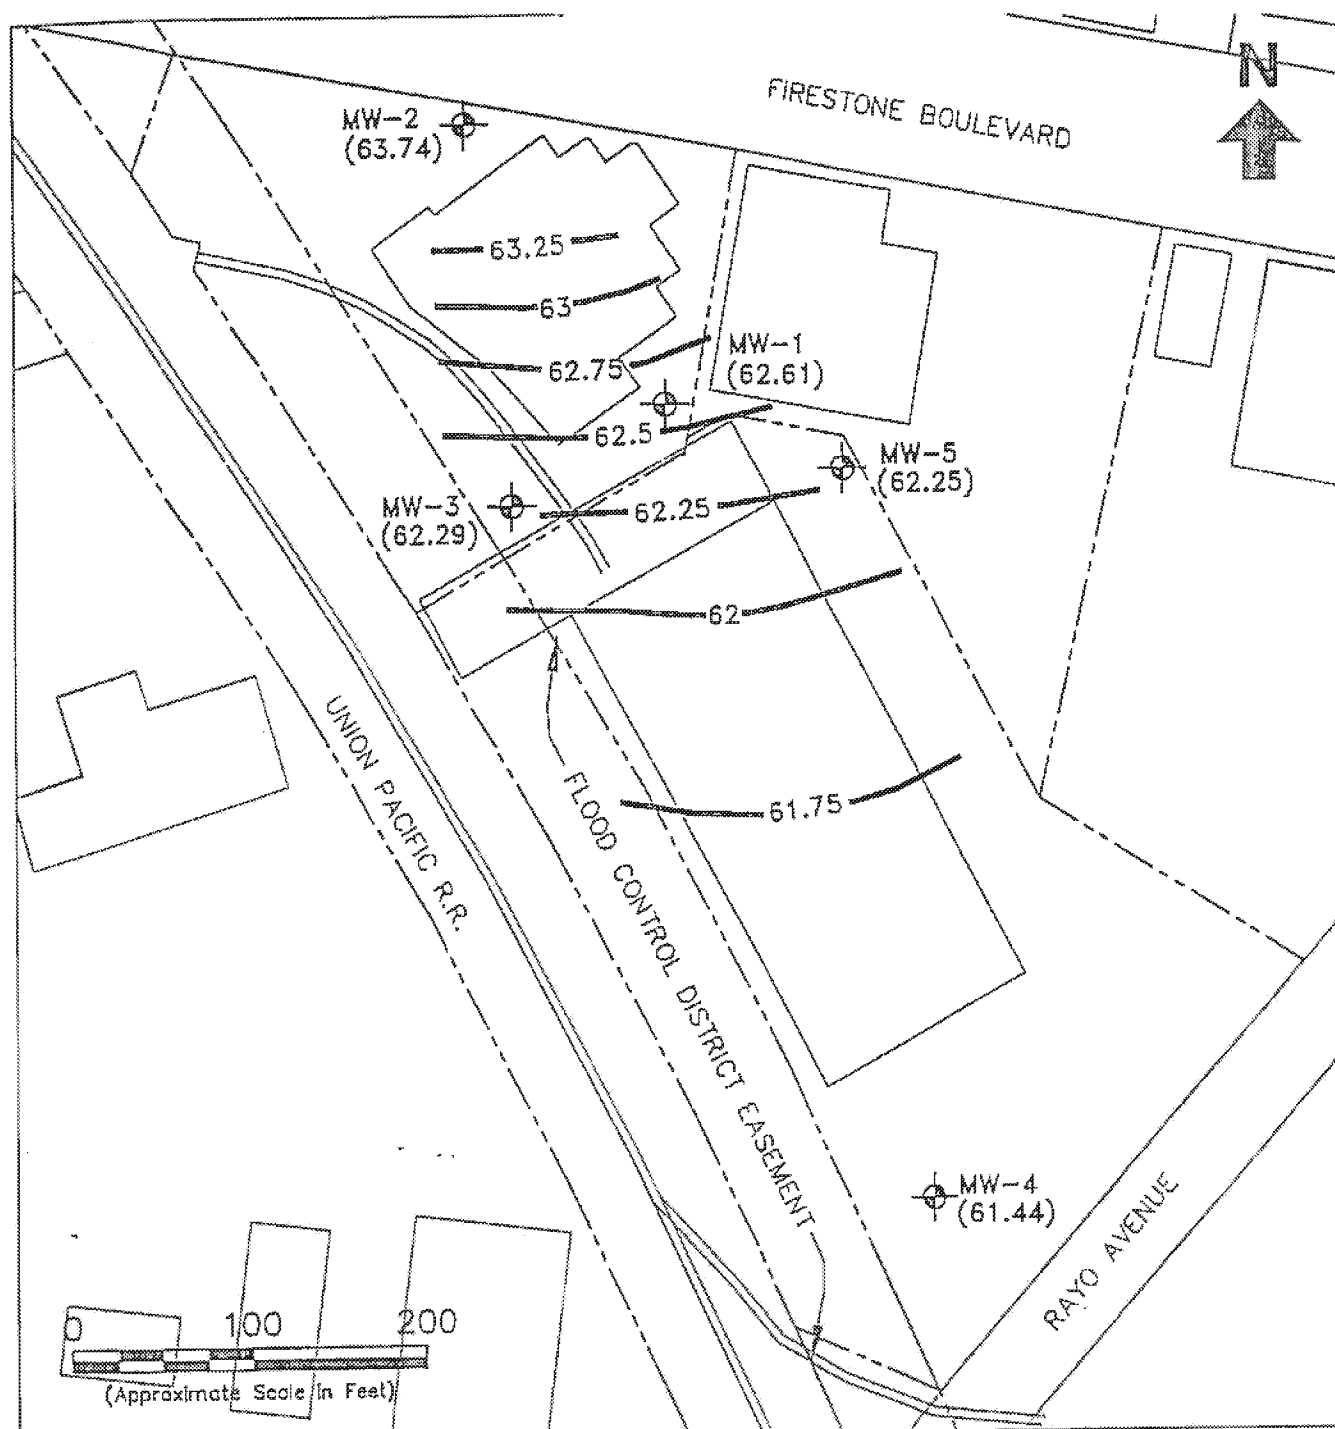 FIRESTONE BOULEVARD
N
MW-2
(63.74)
63.25
63
62.75
MW-1
(62.61)
62.5
MW-5
(62.25)
MW-3
(62.29)
62.25
62
UNION PACIFIC R.R.
FLOOD CONTROL DISTRICT EASEMENT
61.75
MW-4
(61.44)
RAYO AVENUE
0 100 200
(Approximate Scale in Feet)